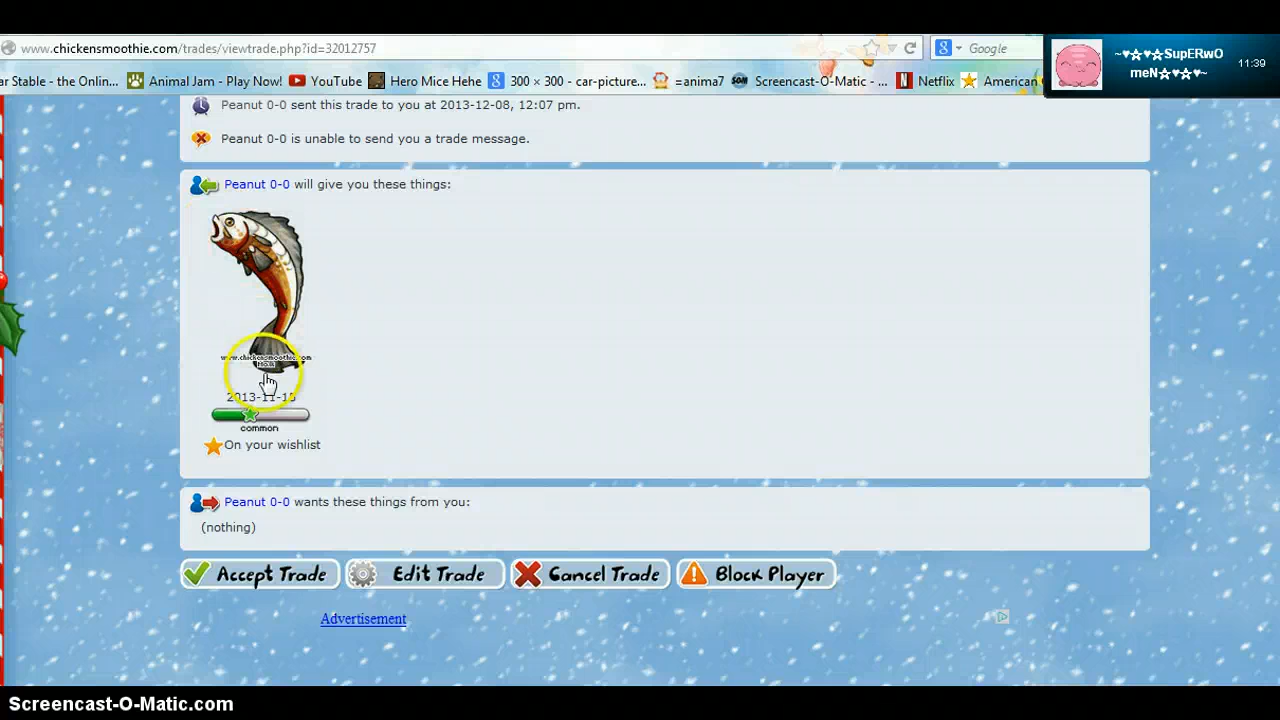 www.chickensmoothie.com/trades/viewtrade.php?id=32012757
Google
~♥☆♥☆SupERwO
meN☆♥☆♥~
11:39
ar Stable - the Onlin...
Animal Jam - Play Now!
YouTube
Hero Mice Hehe
300 × 300 - car-picture...
=anima7
SOM
Screencast-O-Matic - ...
Netflix
American
Peanut 0-0 sent this trade to you at 2013-12-08, 12:07 pm.
Peanut 0-0 is unable to send you a trade message.
Peanut 0-0 will give you these things:
www.chickensmoothie.com
common
On your wishlist
Peanut 0-0 wants these things from you:
(nothing)
Accept Trade
Edit Trade
Cancel Trade
Block Player
Advertisement
Screencast-O-Matic.com